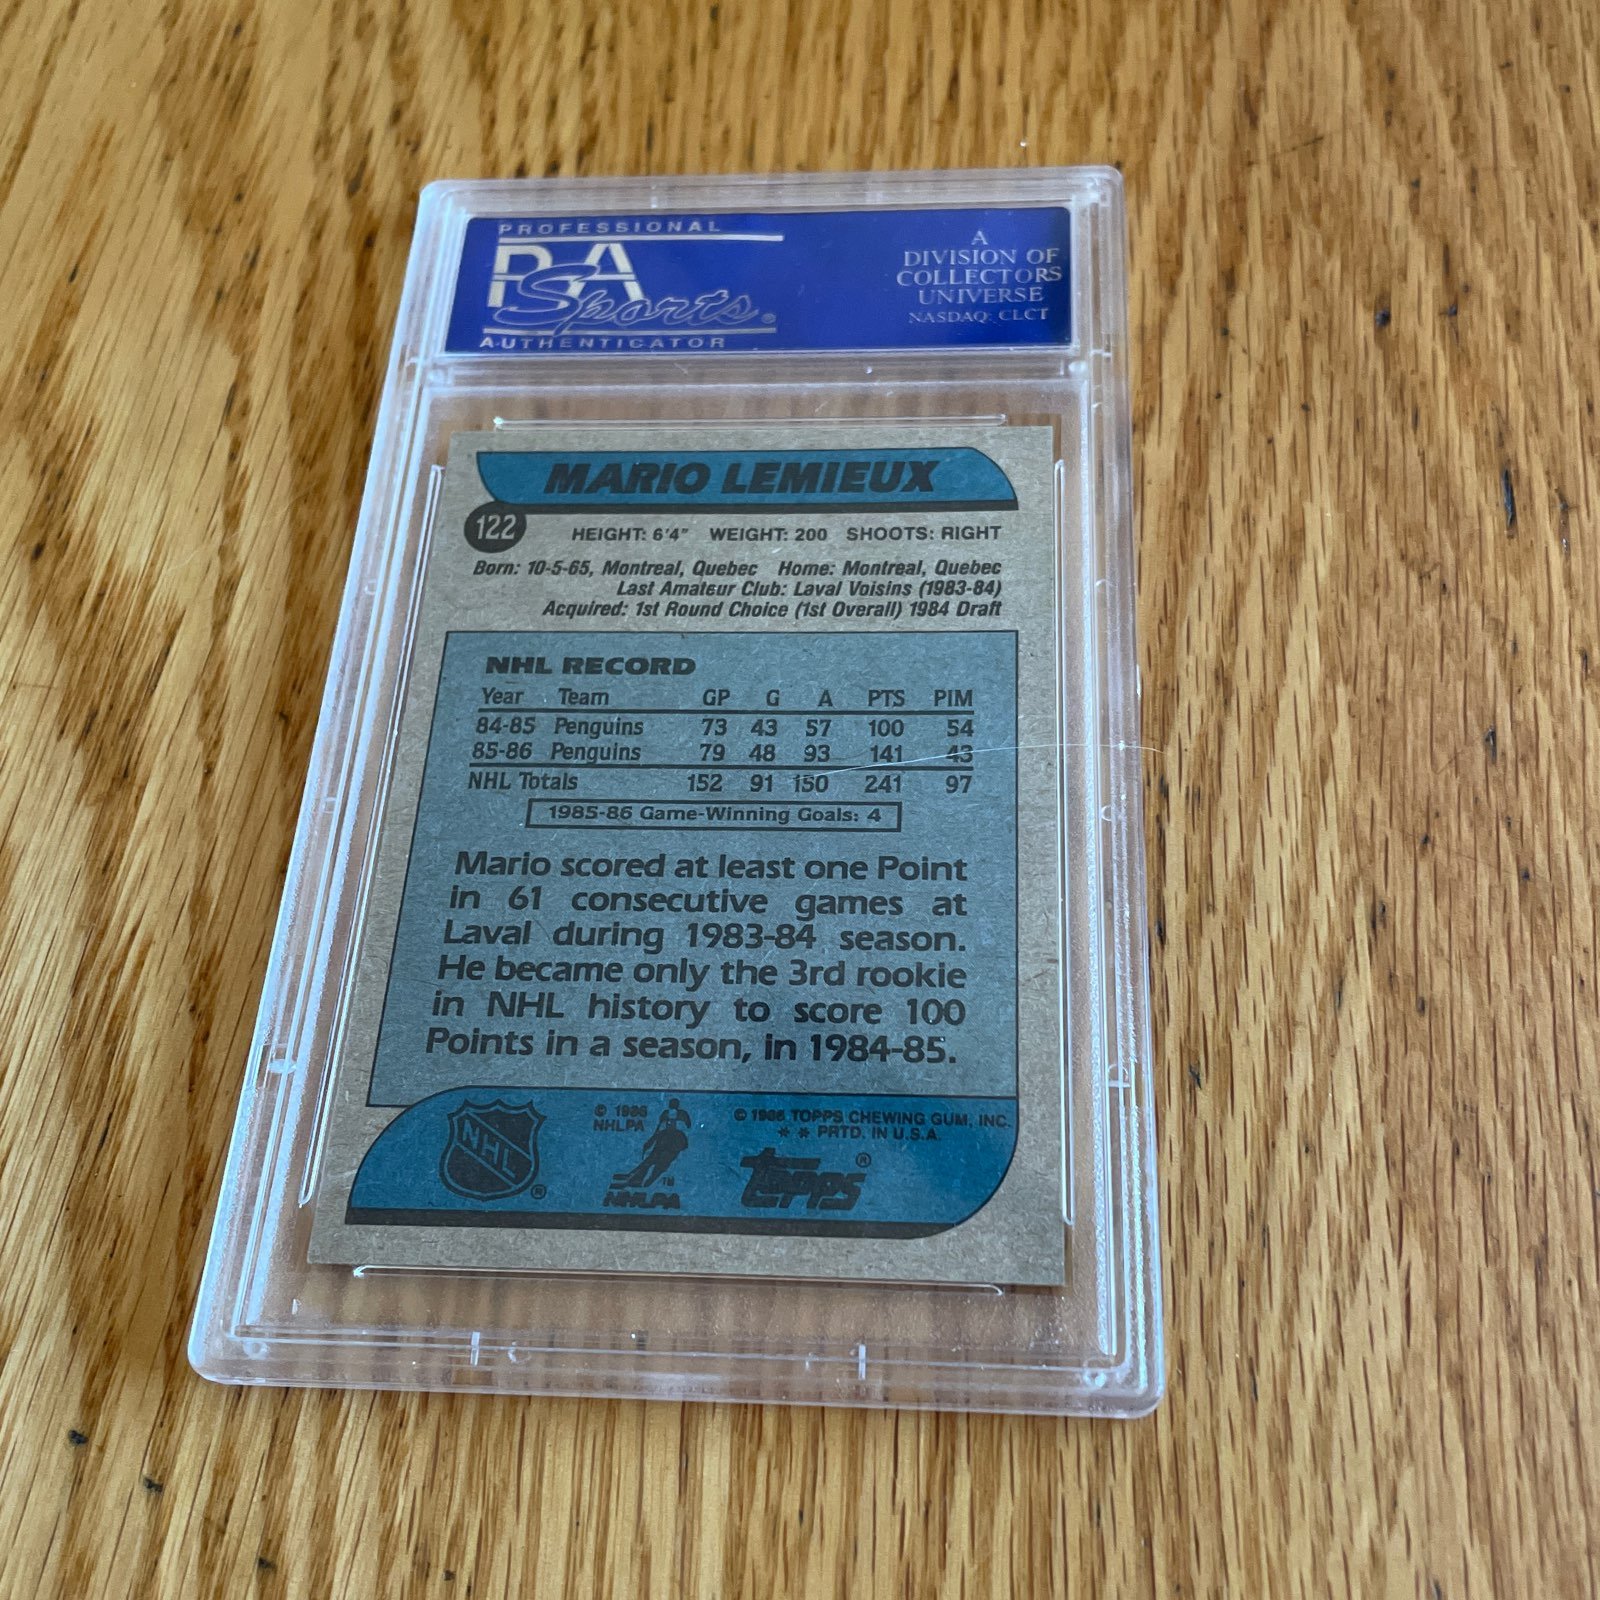 PROFESSIONAL
PSA
Sports®
AUTHENTICATOR
A
DIVISION OF
COLLECTORS
UNIVERSE
NASDAQ: CLCT
MARIO LEMIEUX
122
HEIGHT: 6'4" WEIGHT: 200 SHOOTS: RIGHT
Born: 10-5-65, Montreal, Quebec Home: Montreal, Quebec
Last Amateur Club: Laval Voisins (1983-84)
Acquired: 1st Round Choice (1st Overall) 1984 Draft
NHL RECORD
Year Team GP G A PTS PIM
84-85 Penguins 73 43 57 100 54
85-86 Penguins 79 48 93 141 43
NHL Totals 152 91 150 241 97
1985-86 Game-Winning Goals: 4
Mario scored at least one Point
in 61 consecutive games at
Laval during 1983-84 season.
He became only the 3rd rookie
in NHL history to score 100
Points in a season, in 1984-85.
NHL®
© 1986
NHLPA
NHLPA™
© 1986 TOPPS CHEWING GUM, INC.
* * PRTD. IN U.S.A.
Topps®